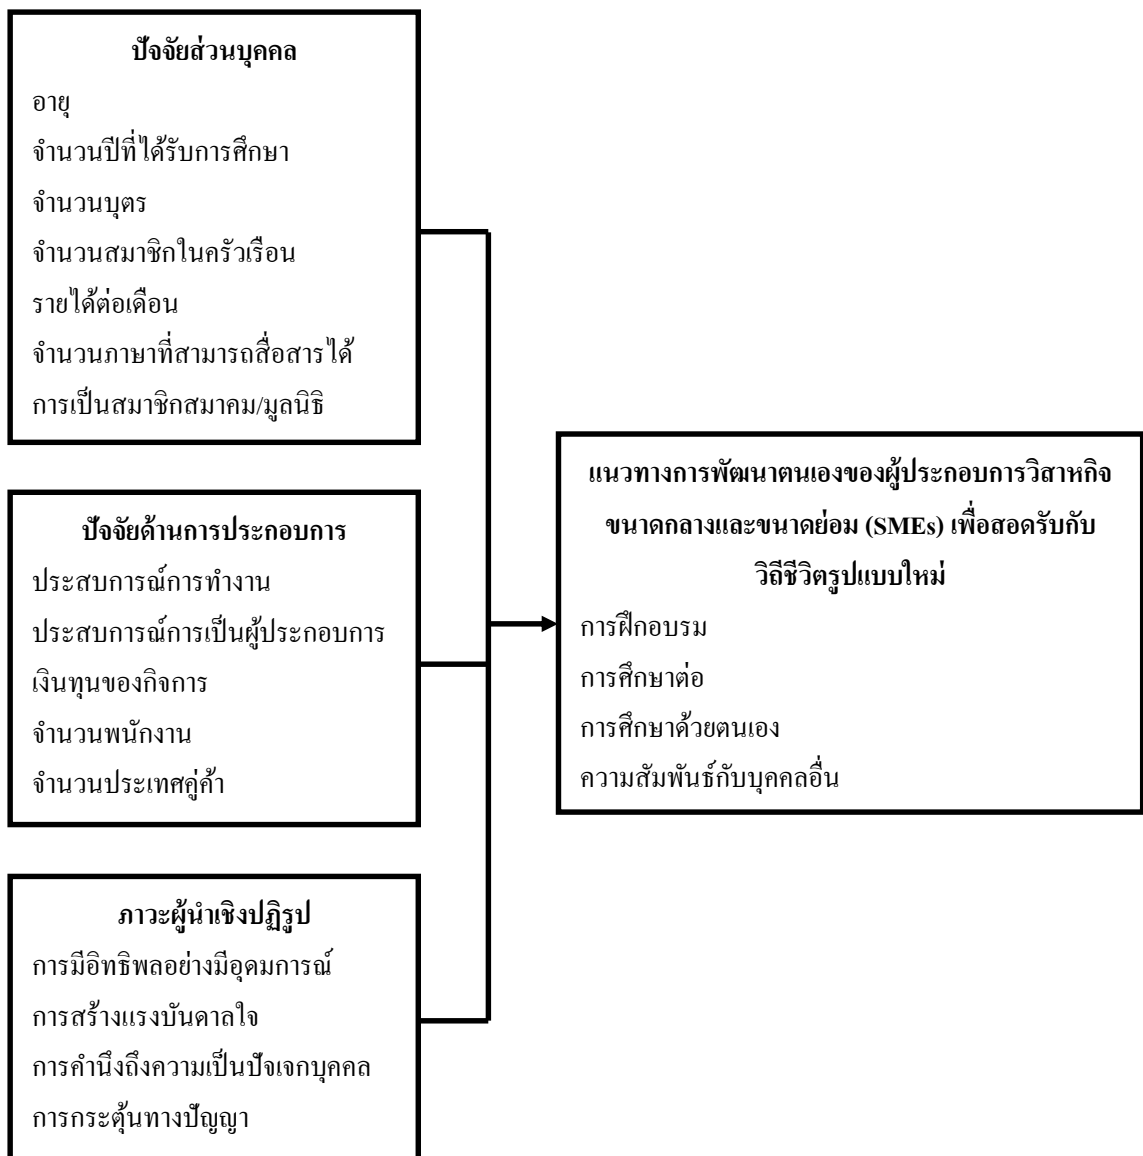 ปัจจัยส่วนบุคคล
อายุ
จำนวนปีที่ได้รับการศึกษา
จำนวนบุตร
จำนวนสมาชิกในครัวเรือน
รายได้ต่อเดือน
จำนวนภาษาที่สามารถสื่อสารได้
การเป็นสมาชิกสมาคม/มูลนิธิ
ปัจจัยด้านการประกอบการ
ประสบการณ์การทำงาน
ประสบการณ์การเป็นผู้ประกอบการ
เงินทุนของกิจการ
จำนวนพนักงาน
จำนวนประเทศคู่ค้า
ภาวะผู้นำเชิงปฏิรูป
การมีอิทธิพลอย่างมีอุดมการณ์
การสร้างแรงบันดาลใจ
การคำนึงถึงความเป็นปัจเจกบุคคล
การกระตุ้นทางปัญญา
แนวทางการพัฒนาตนเองของผู้ประกอบการวิสาหกิจ
ขนาดกลางและขนาดย่อม (SMEs) เพื่อสอดรับกับ
วิถีชีวิตรูปแบบใหม่
การฝึกอบรม
การศึกษาต่อ
การศึกษาด้วยตนเอง
ความสัมพันธ์กับบุคคลอื่น